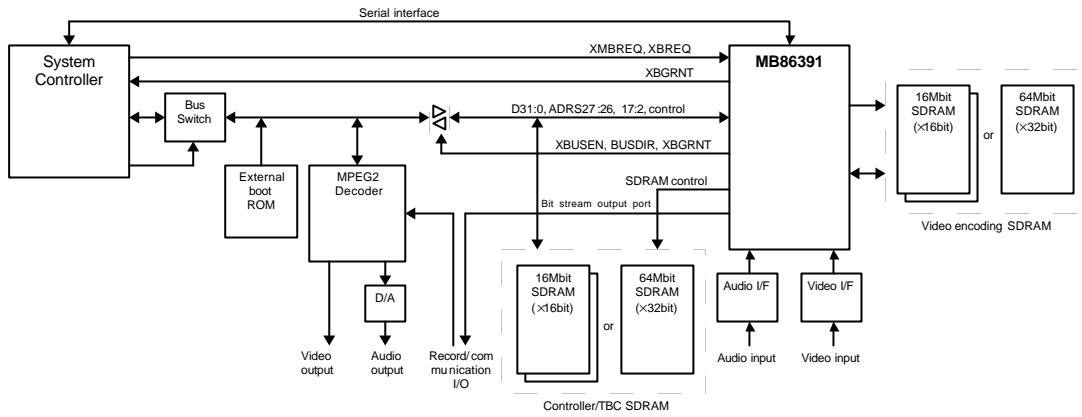 Serial interface
System
Controller
XMBREQ, XBREQ
XBGRNT
MB86391
Bus
Switch
D31:0, ADRS27 :26, 17:2, control
XBUSEN, BUSDIR, XBGRNT
External
boot
ROM
MPEG2
Decoder
SDRAM control
Bit stream output port
16Mbit
SDRAM
(×16bit)
or
64Mbit
SDRAM
(×32bit)
Video encoding SDRAM
D/A
16Mbit
SDRAM
(×16bit)
or
64Mbit
SDRAM
(×32bit)
Audio I/F
Video I/F
Video
output
Audio
output
Record/com
munication
I/O
Audio input
Video input
Controller/TBC SDRAM